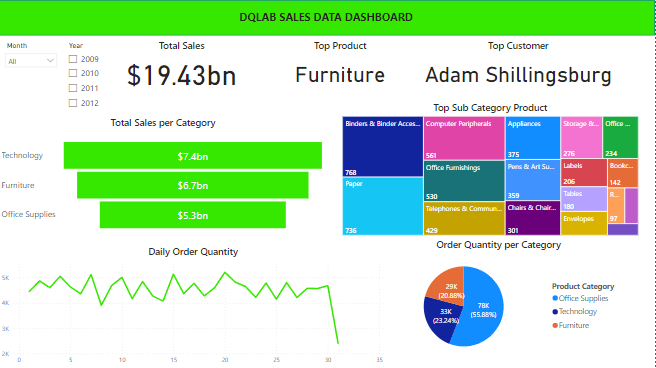 DQLAB SALES DATA DASHBOARD
Month
All
Year
2009
2010
2011
2012
Total Sales
$19.43bn
Top Product
Furniture
Top Customer
Adam Shillingsburg
Total Sales per Category
Technology
$7.4bn
Furniture
$6.7bn
Office Supplies
$5.3bn
Top Sub Category Product
Binders & Binder Acces...
768
Paper
736
Computer Peripherals
561
Office Furnishings
530
Telephones & Commun...
429
Appliances
375
Pens & Art Su...
359
Chairs & Chair...
301
Storage &...
276
Office ...
234
Labels
206
Bookc...
142
Tables
180
R...
97
Envelopes
Daily Order Quantity
5K
4K
3K
2K
0 5 10 15 20 25 30 35
Order Quantity per Category
29K
(20.88%)
33K
(23.24%)
78K
(55.88%)
Product Category
Office Supplies
Technology
Furniture